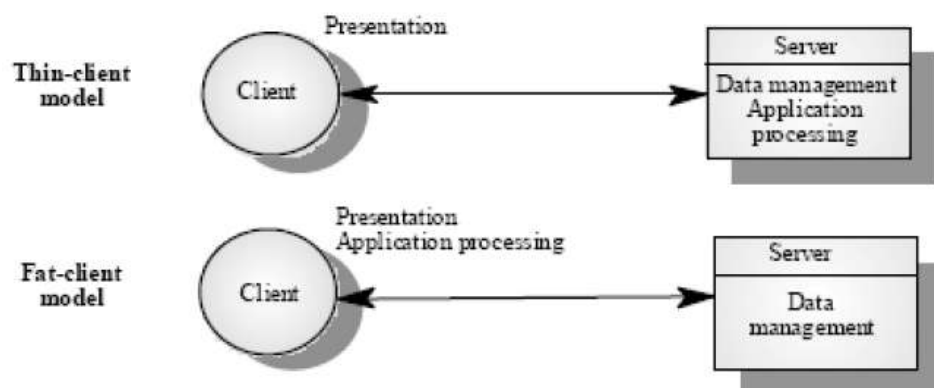 Thin-client
model
Client
Presentation
Server
Data management
Application
processing
Fat-client
model
Client
Presentation
Application processing
Server
Data
management